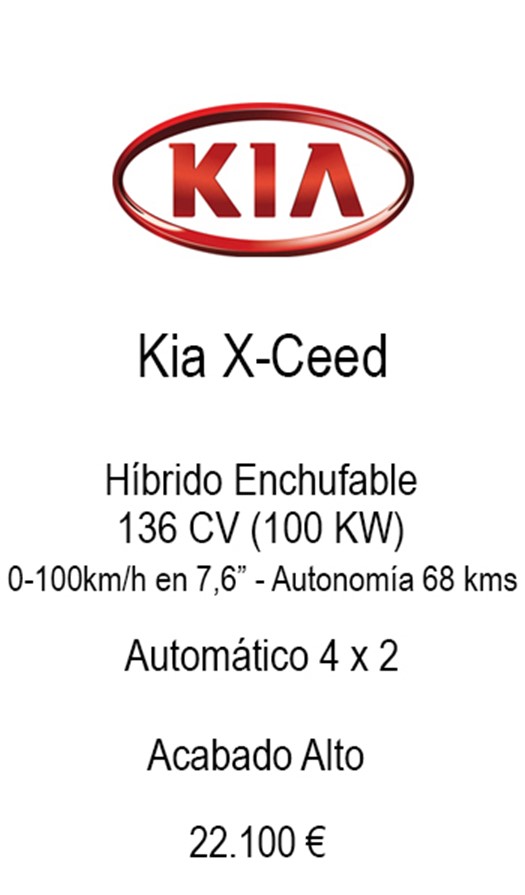 KIA
Kia X-Ceed
Híbrido Enchufable
136 CV (100 KW)
0-100km/h en 7,6” - Autonomía 68 kms
Automático 4 x 2
Acabado Alto
22.100 €